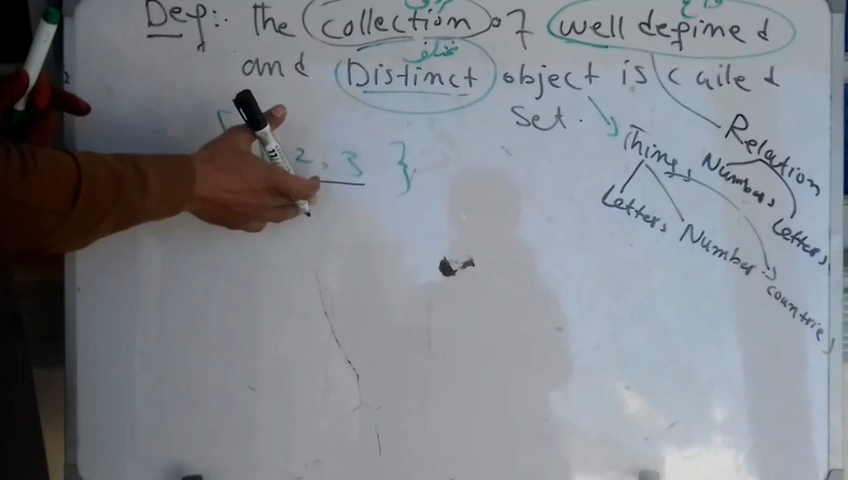 Def:- The collection of well defined
and مختلف Distinct object is called
Set.
{ 2, 3 }
Things
Letters
Numbers
countries
Relation
Numbers
Letters